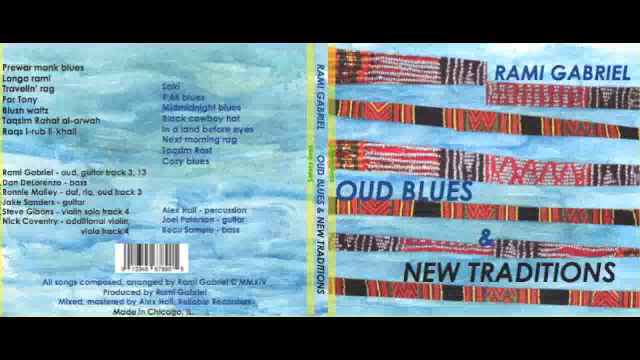 Prewar monk blues
Longa rami
Travelin' rag
Far Tony
Blush waltz
Taqsim Rahat al-arwah
Raqs l-rub il-khali
Saki
9:45 blues
Midmidnight blues
Black cowboy hat
In a land before eyes
Next morning rag
Taqsim Rast
Cozy blues
Rami Gabriel - oud, guitar track 3, 13
Dan DeLorenzo - bass
Ronnie Malley - daf, riq, oud track 3
Jake Sanders - guitar
Steve Gibons - violin solo track 4
Nick Coventry - additional violin,
viola track 4
Alex Hall - percussion
Joel Paterson - guitar
Beau Sample - bass
All songs composed, arranged by Rami Gabriel © MMXIV
Produced by Rami Gabriel
Mixed, mastered by Alex Hall, Reliable Recorders
Made in Chicago, IL.
RAMI GABRIEL
OUD BLUES & NEW TRADITIONS
RAMI GABRIEL
OUD BLUES
&
NEW TRADITIONS